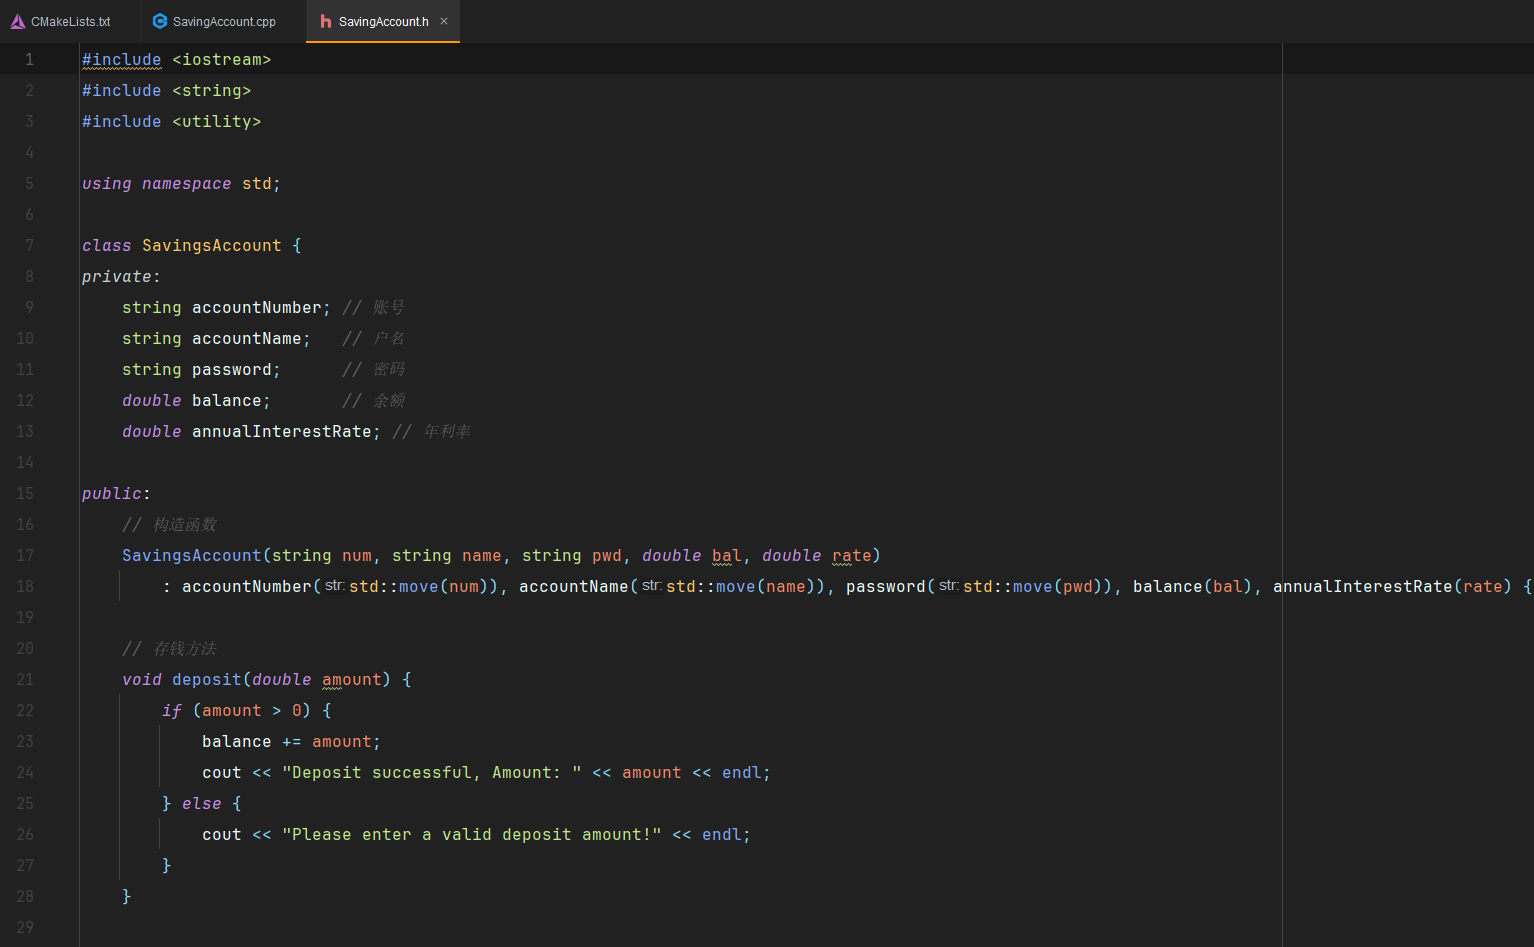 CMakeLists.txt SavingAccount.cpp SavingAccount.h ×
1 #include <iostream>
2 #include <string>
3 #include <utility>
4
5 using namespace std;
6
7 class SavingsAccount {
8 private:
9 string accountNumber; // 账号
10 string accountName; // 户名
11 string password; // 密码
12 double balance; // 余额
13 double annualInterestRate; // 年利率
14
15 public:
16 // 构造函数
17 SavingsAccount(string num, string name, string pwd, double bal, double rate)
18 : accountNumber(str: std::move(num)), accountName(str: std::move(name)), password(str: std::move(pwd)), balance(bal), annualInterestRate(rate) {
19
20 // 存钱方法
21 void deposit(double amount) {
22 if (amount > 0) {
23 balance += amount;
24 cout << "Deposit successful, Amount: " << amount << endl;
25 } else {
26 cout << "Please enter a valid deposit amount!" << endl;
27 }
28 }
29